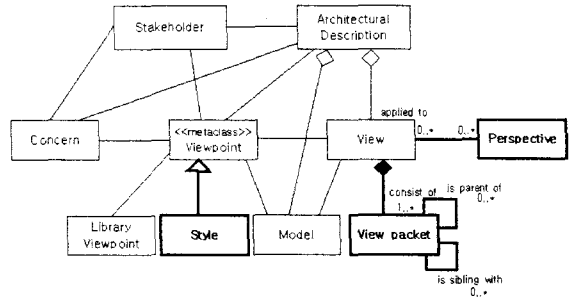 Stakeholder
Architectural
Description
applied to
0..*
0..*
Concern
<<metaclass>>
Viewpoint
View
Perspective
consist of
1..*
is parent of
0..*
Library
Viewpoint
Style
Model
View packet
is sibling with
0..*